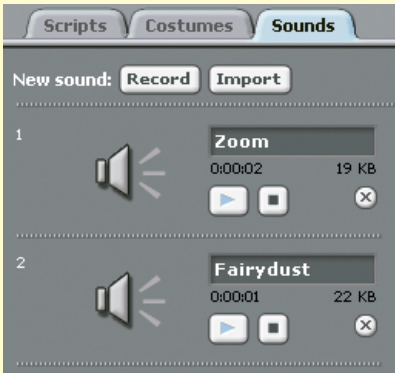 Scripts Costumes Sounds
New sound: Record Import
1
Zoom
0:00:02 19 KB
2
Fairydust
0:00:01 22 KB